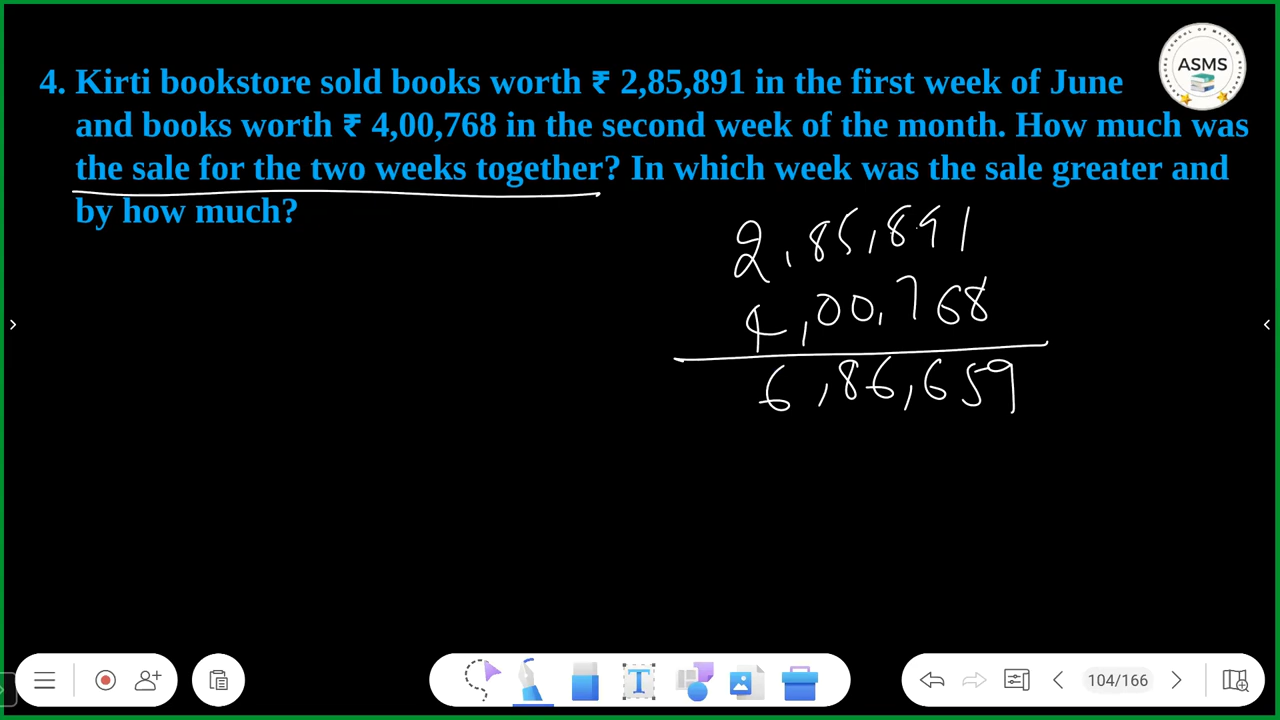 SCHOOL OF MATHS
ASMS
4. Kirti bookstore sold books worth ₹ 2,85,891 in the first week of June
and books worth ₹ 4,00,768 in the second week of the month. How much was
the sale for the two weeks together? In which week was the sale greater and
by how much?
2,85,891
4,00,768
6,86,659
T
104/166